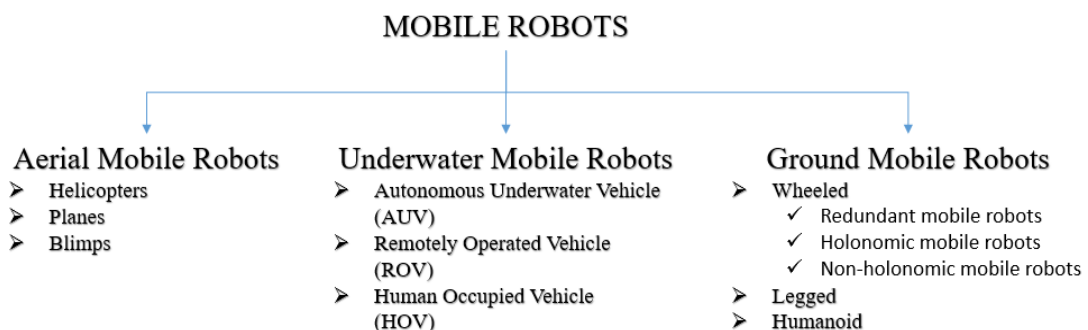 MOBILE ROBOTS
Aerial Mobile Robots
Helicopters
Planes
Blimps
Underwater Mobile Robots
Autonomous Underwater Vehicle
(AUV)
Remotely Operated Vehicle
(ROV)
Human Occupied Vehicle
(HOV)
Ground Mobile Robots
Wheeled
Redundant mobile robots
Holonomic mobile robots
Non-holonomic mobile robots
Legged
Humanoid